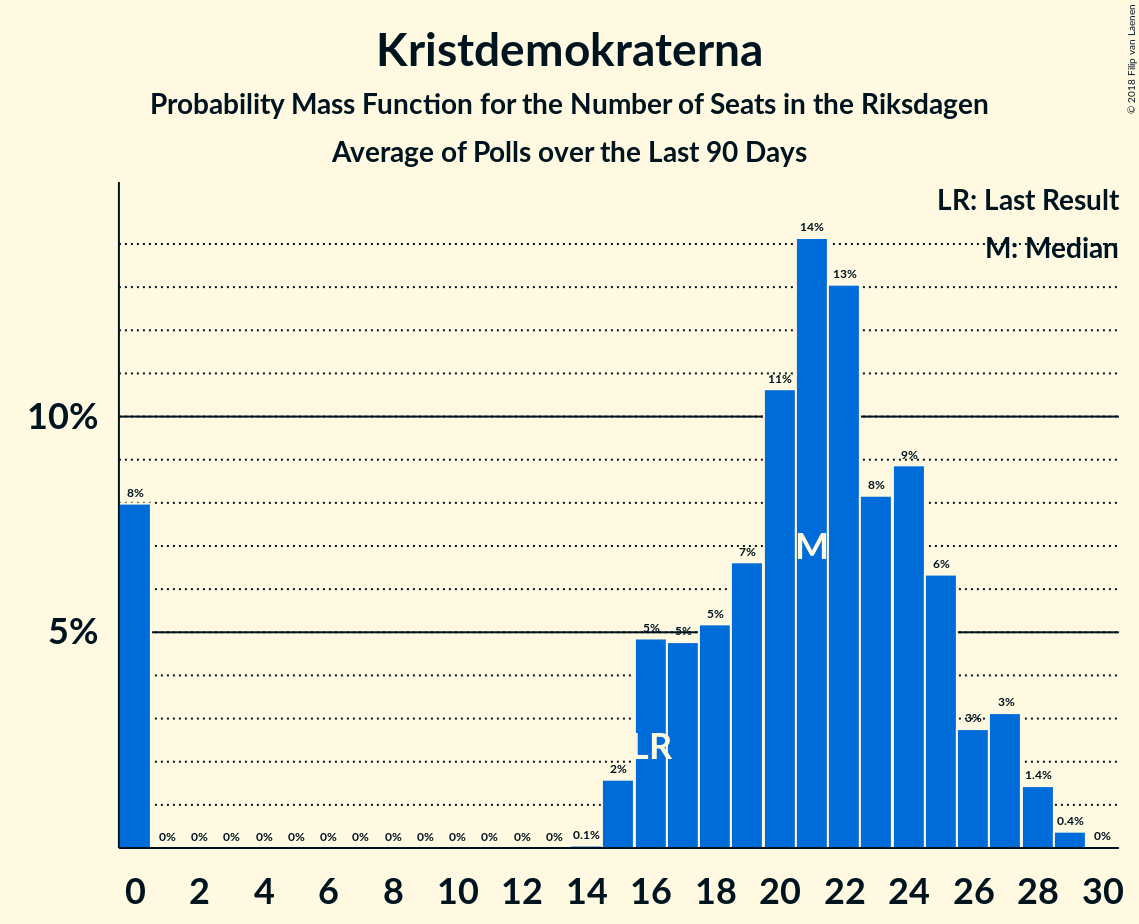 Kristdemokraterna
Probability Mass Function for the Number of Seats in the Riksdagen
Average of Polls over the Last 90 Days
© 2018 Filip van Laenen
LR: Last Result
M: Median
10%
5%
8% 0% 0% 0% 0% 0% 0% 0% 0% 0% 0% 0% 0% 0% 0.1% 2% 5% 5% 5% 7% 11% 14% 13% 8% 9% 6% 3% 3% 1.4% 0.4% 0%
M
LR
0 2 4 6 8 10 12 14 16 18 20 22 24 26 28 30